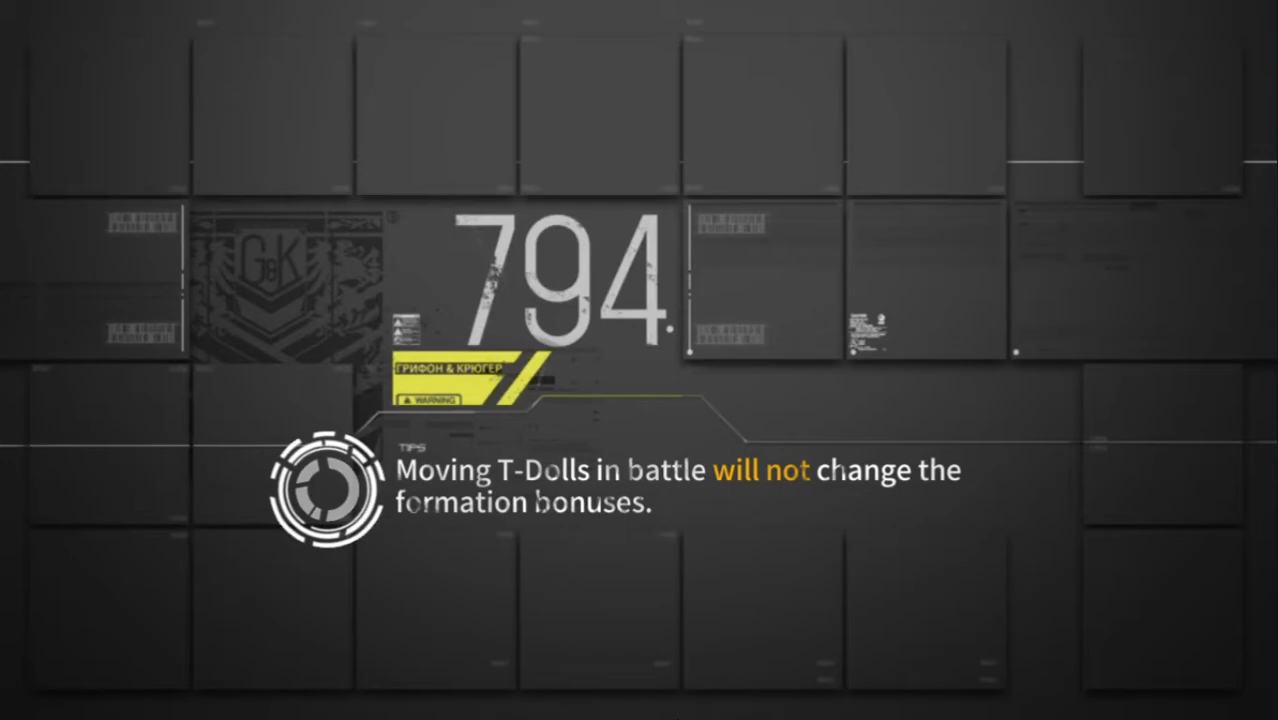 G&K
794.
ГРИФОН & КРЮГЕР
WARNING
TIPS
Moving T-Dolls in battle will not change the
formation bonuses.